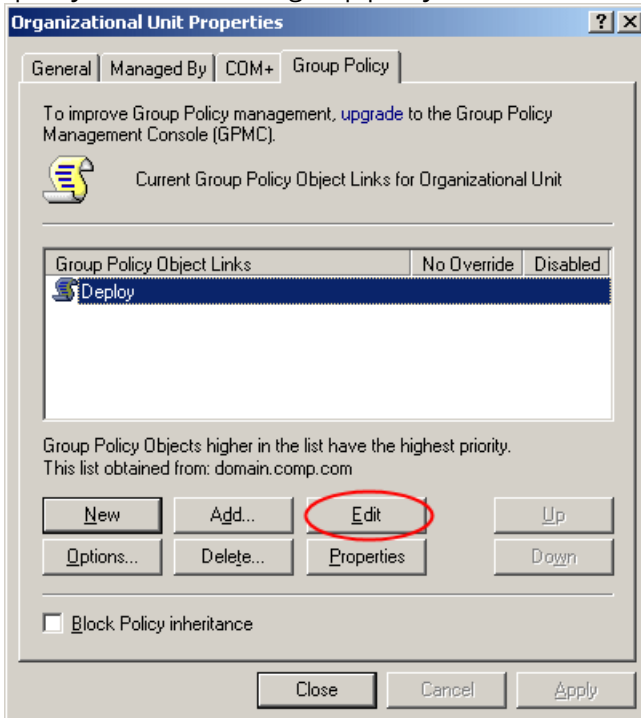 Organizational Unit Properties
General Managed By COM+ Group Policy
To improve Group Policy management, upgrade to the Group Policy
Management Console (GPMC).
Current Group Policy Object Links for Organizational Unit
Group Policy Object Links No Override Disabled
Deploy
Group Policy Objects higher in the list have the highest priority.
This list obtained from: domain.comp.com
New Add... Edit Up
Options... Delete... Properties Down
Block Policy inheritance
Close Cancel Apply